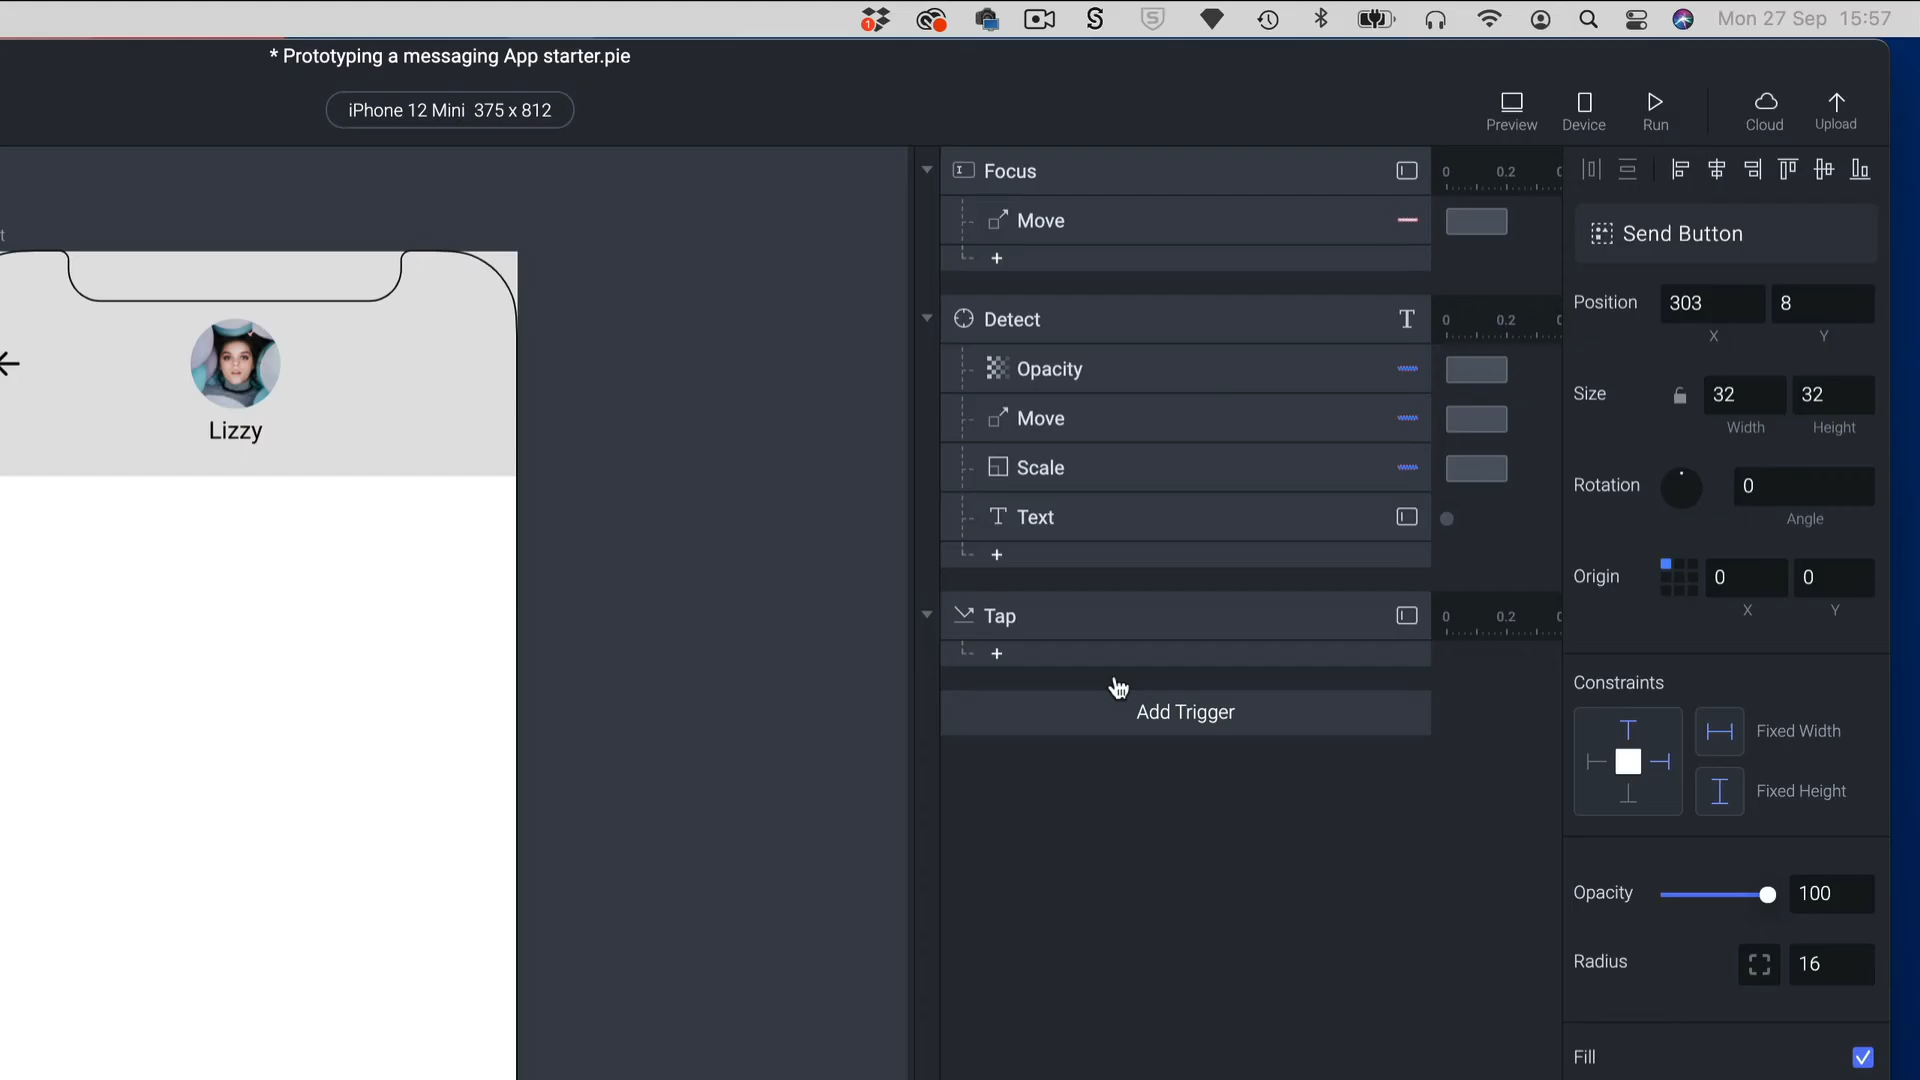 Mon 27 Sep 15:57
* Prototyping a messaging App starter.pie
iPhone 12 Mini 375 x 812
Preview
Device
Run
Cloud
Upload
t
Lizzy
Focus
0 0.2
Move
Detect
T
0 0.2
Opacity
Move
Scale
Text
Tap
0 0.2
Add Trigger
Send Button
Position 303 8
X Y
Size 32 32
Width Height
Rotation 0
Angle
Origin 0 0
X Y
Constraints
Fixed Width
Fixed Height
Opacity 100
Radius 16
Fill